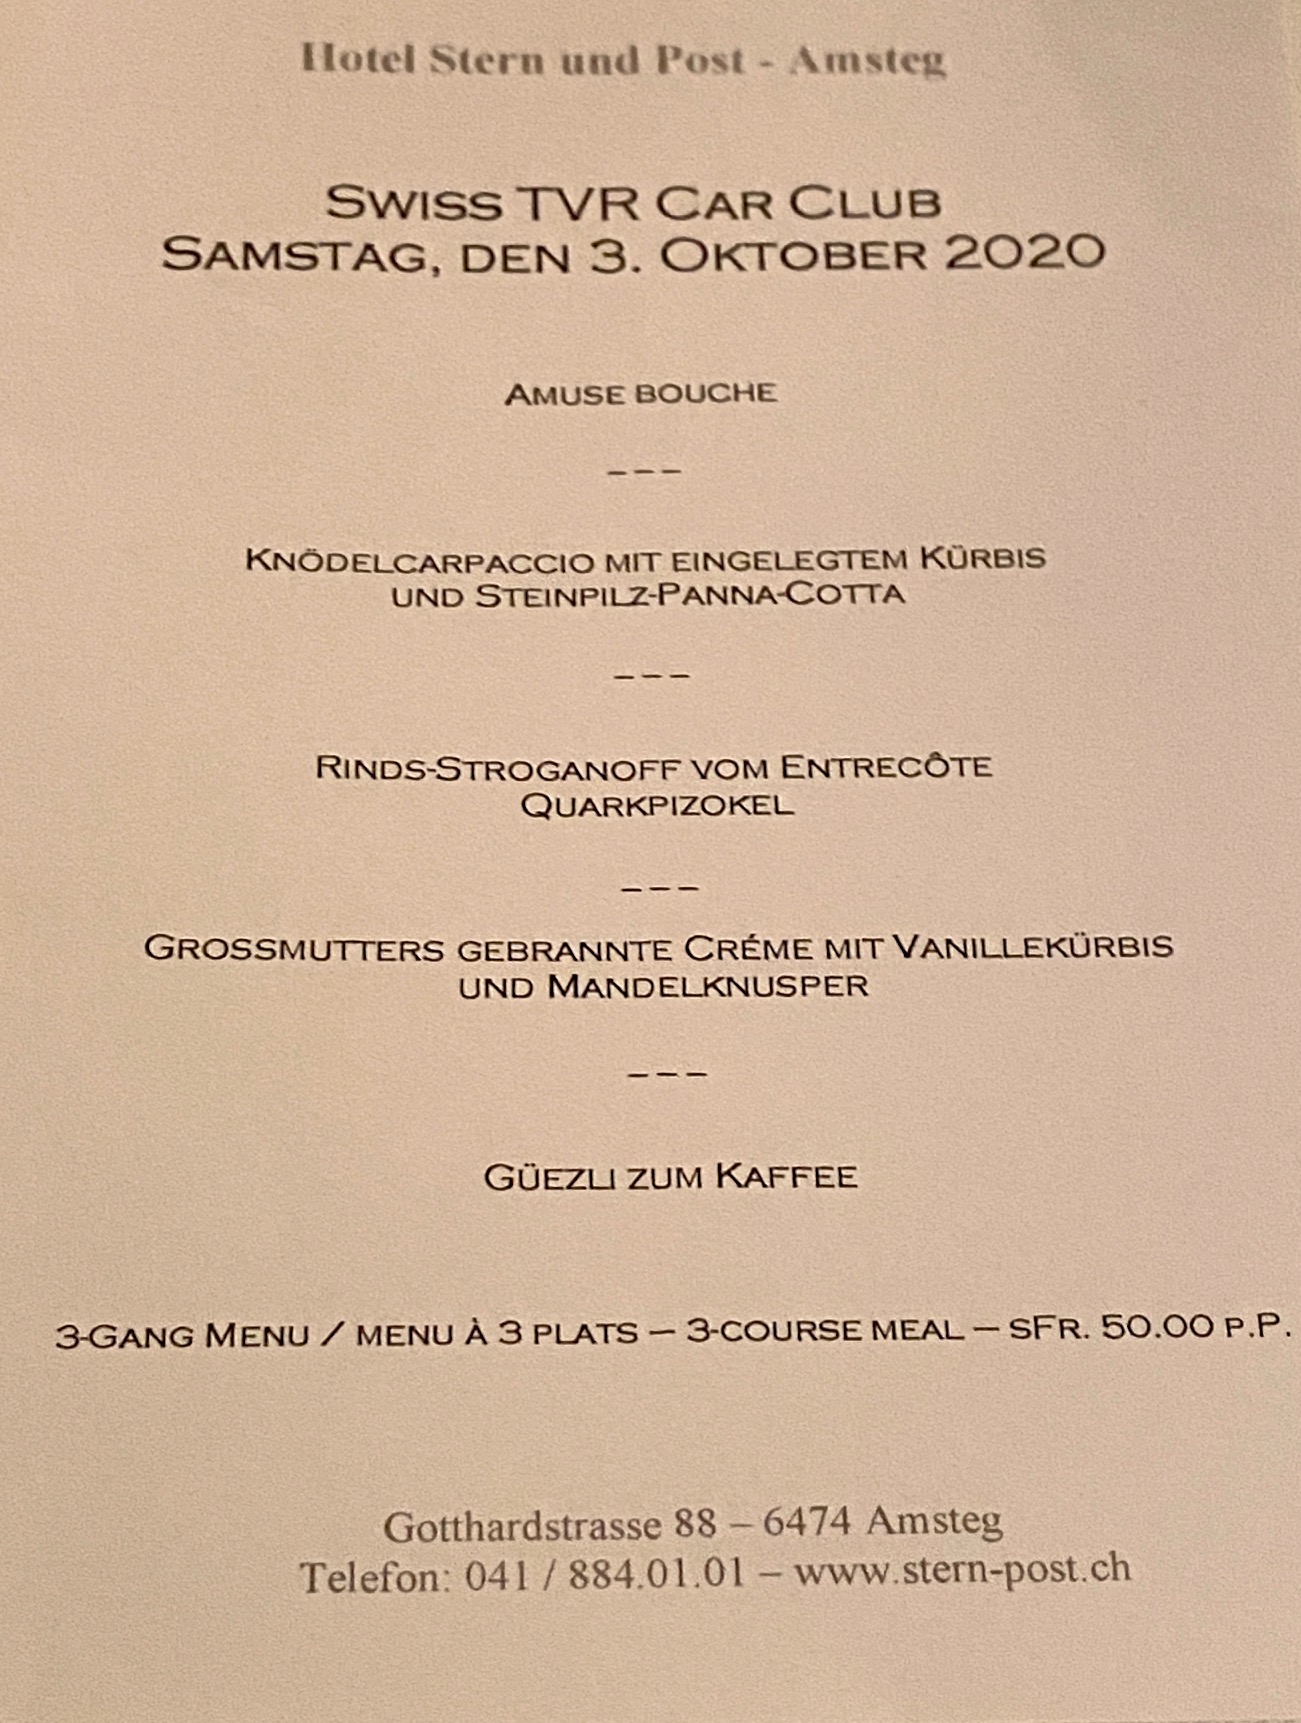 Hotel Stern und Post - Amsteg
SWISS TVR CAR CLUB
SAMSTAG, DEN 3. OKTOBER 2020
AMUSE BOUCHE
---
KNÖDELCARPACCIO MIT EINGELEGTEM KÜRBIS
UND STEINPILZ-PANNA-COTTA
---
RINDS-STROGANOFF VOM ENTRECÔTE
QUARKPIZOKEL
---
GROSSMUTTERS GEBRANNTE CRÉME MIT VANILLEKÜRBIS
UND MANDELKNUSPER
---
GÜEZLI ZUM KAFFEE
3-GANG MENU / MENU À 3 PLATS – 3-COURSE MEAL – SFR. 50.00 P.P.
Gotthardstrasse 88 – 6474 Amsteg
Telefon: 041 / 884.01.01 – www.stern-post.ch